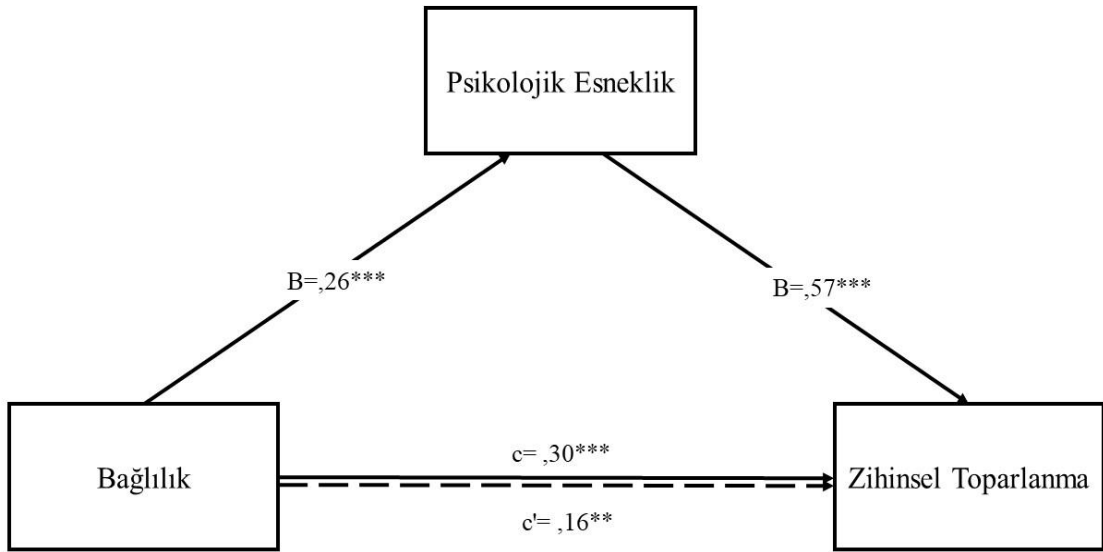 Psikolojik Esneklik
B=,26***
B=,57***
Bağlılık
c= ,30***
c'= ,16**
Zihinsel Toparlanma